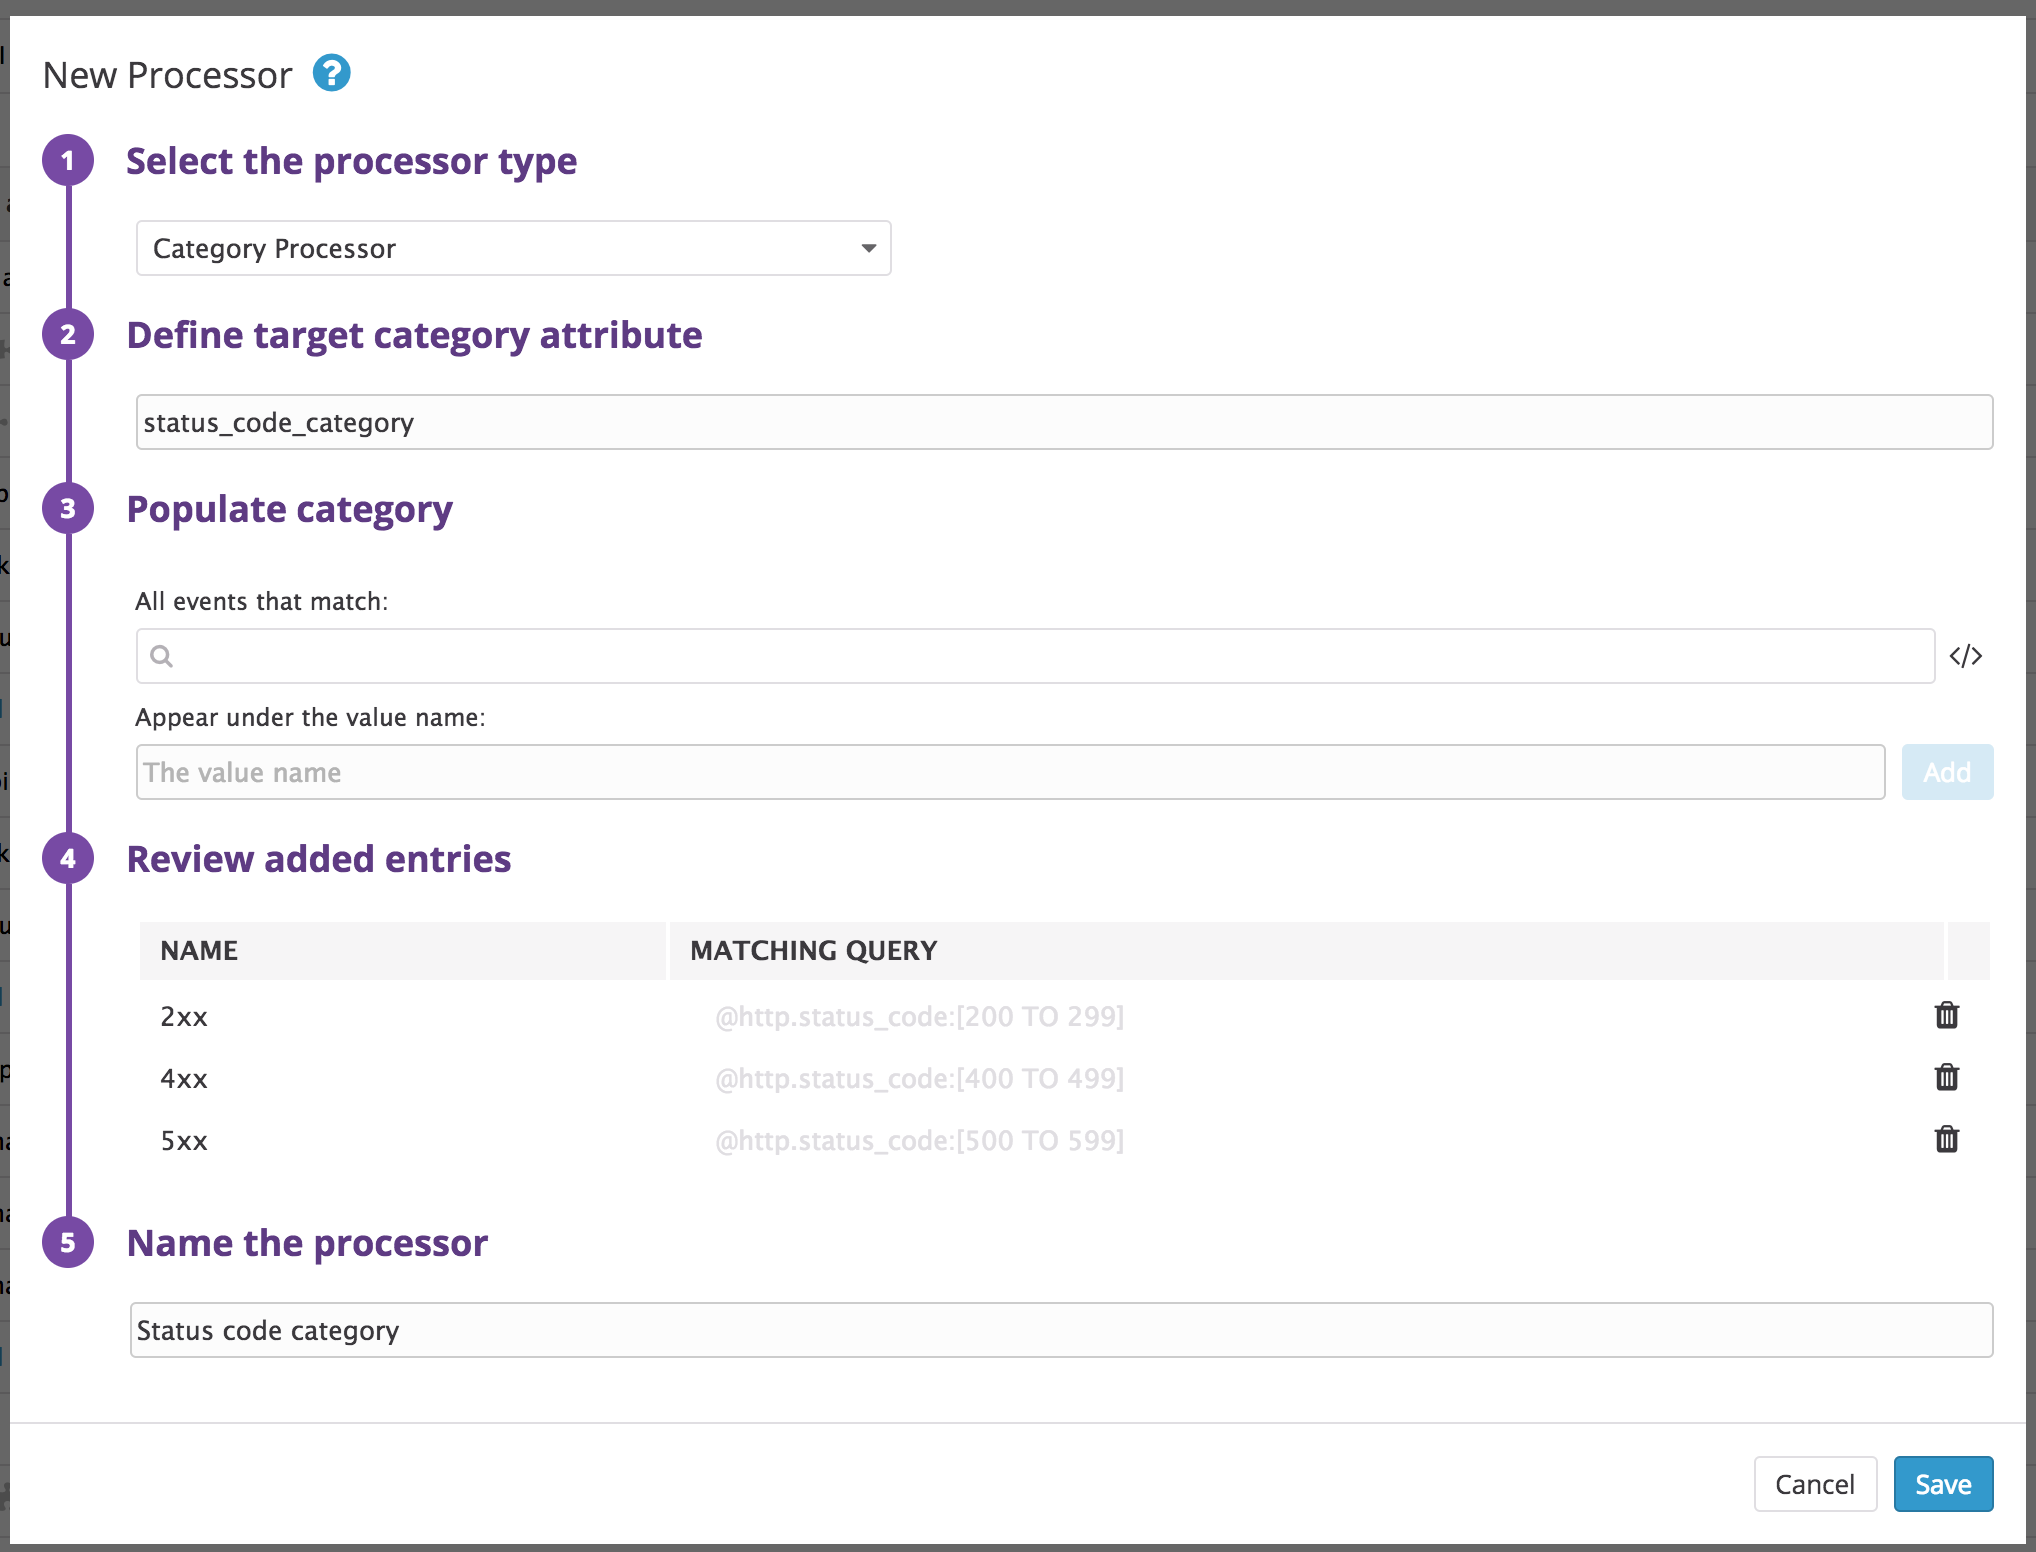 New Processor ?
1 Select the processor type
Category Processor
2 Define target category attribute
status_code_category
3 Populate category
All events that match:
</>
Appear under the value name:
The value name Add
4 Review added entries
NAME MATCHING QUERY
2xx @http.status_code:[200 TO 299]
4xx @http.status_code:[400 TO 499]
5xx @http.status_code:[500 TO 599]
5 Name the processor
Status code category
Cancel Save